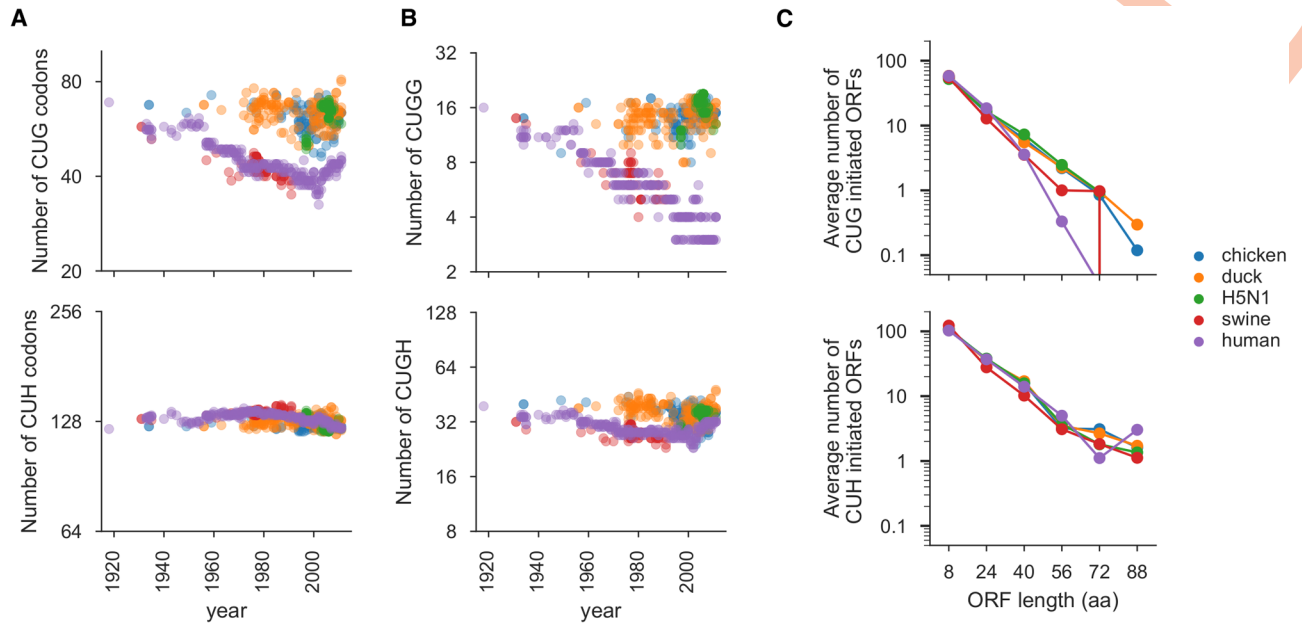 A
B
C
Number of CUG codons
80
40
20
Number of CUGG
32
16
8
4
2
Average number of
CUG initiated ORFs
100
10
1
0.1
chicken
duck
H5N1
swine
human
Number of CUH codons
256
128
64
1920
1940
1960
1980
2000
year
Number of CUGH
128
64
32
16
8
1920
1940
1960
1980
2000
year
Average number of
CUH initiated ORFs
100
10
1
0.1
8 24 40 56 72 88
ORF length (aa)